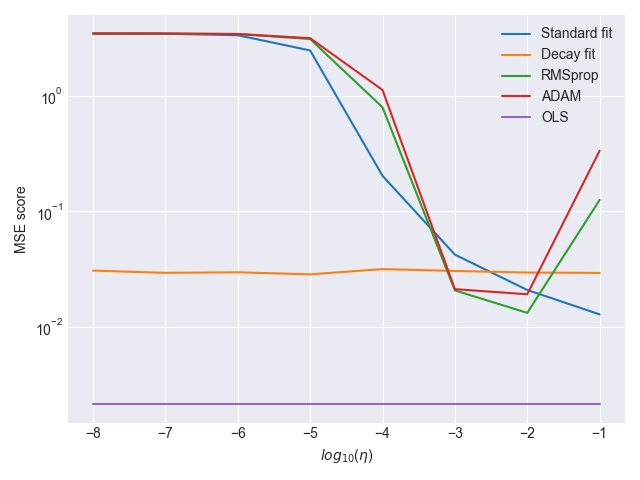 Standard fit
Decay fit
RMSprop
ADAM
OLS
MSE score
10^0
10^−1
10^−2
−8 −7 −6 −5 −4 −3 −2 −1
log₁₀(η)